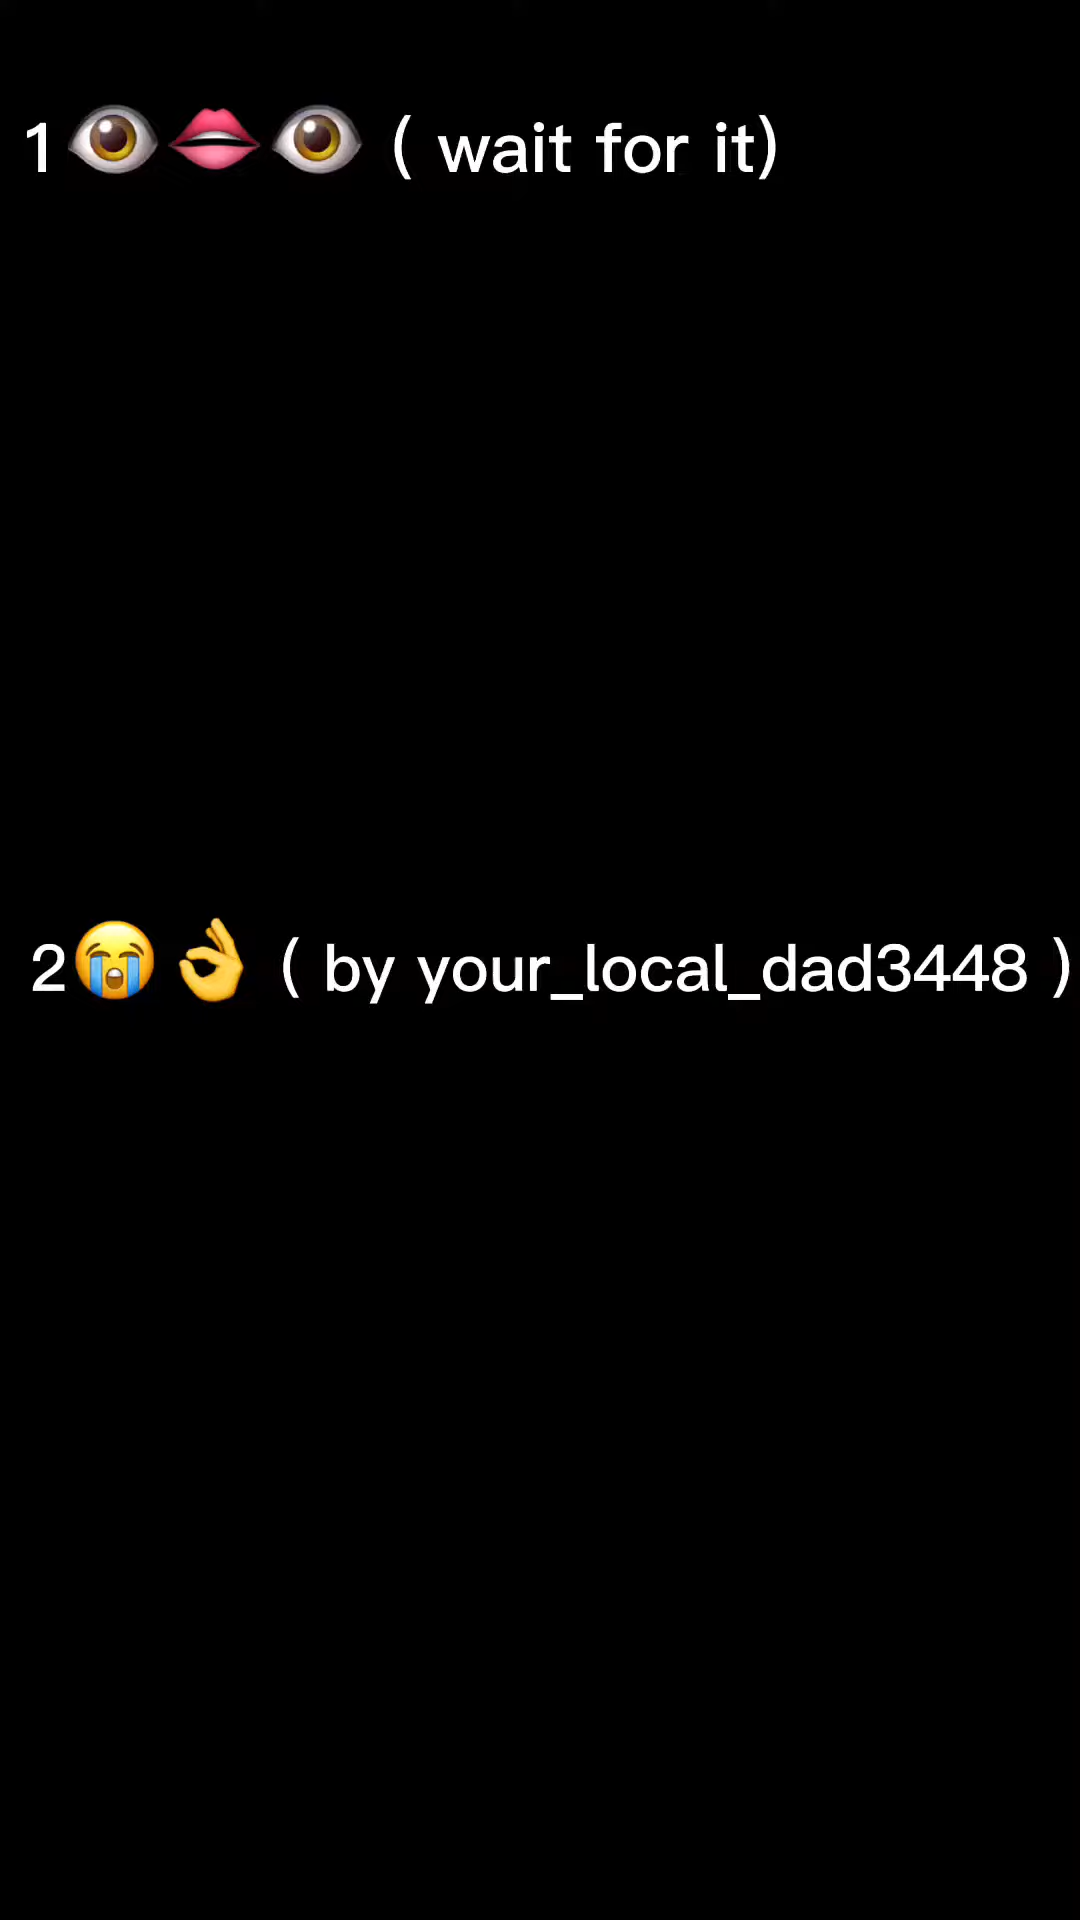 1👁👄👁 ( wait for it)
2😭👌 ( by your_local_dad3448 )